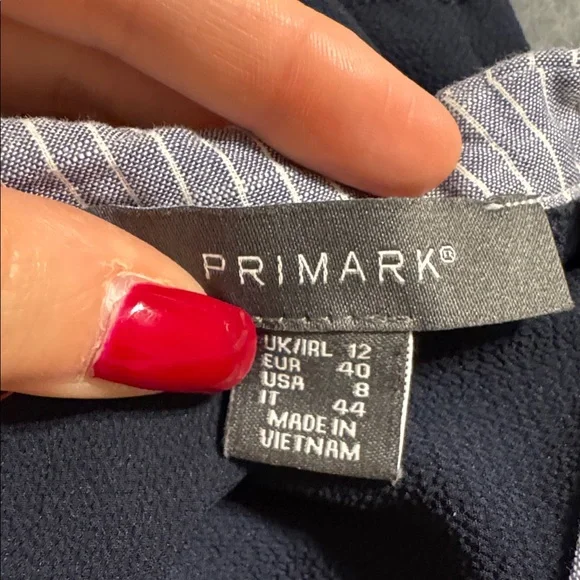 PRIMARK®
UK/IRL 12
EUR 40
USA 8
IT 44
MADE IN
VIETNAM